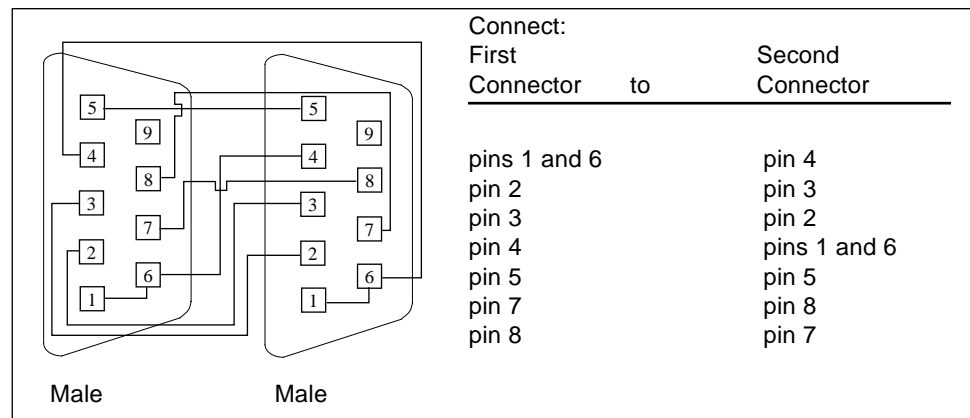 5
9
4
8
3
7
2
6
1
Male
5
9
4
8
3
7
2
6
1
Male
Connect:
First Second
Connector to Connector
pins 1 and 6 pin 4
pin 2 pin 3
pin 3 pin 2
pin 4 pins 1 and 6
pin 5 pin 5
pin 7 pin 8
pin 8 pin 7